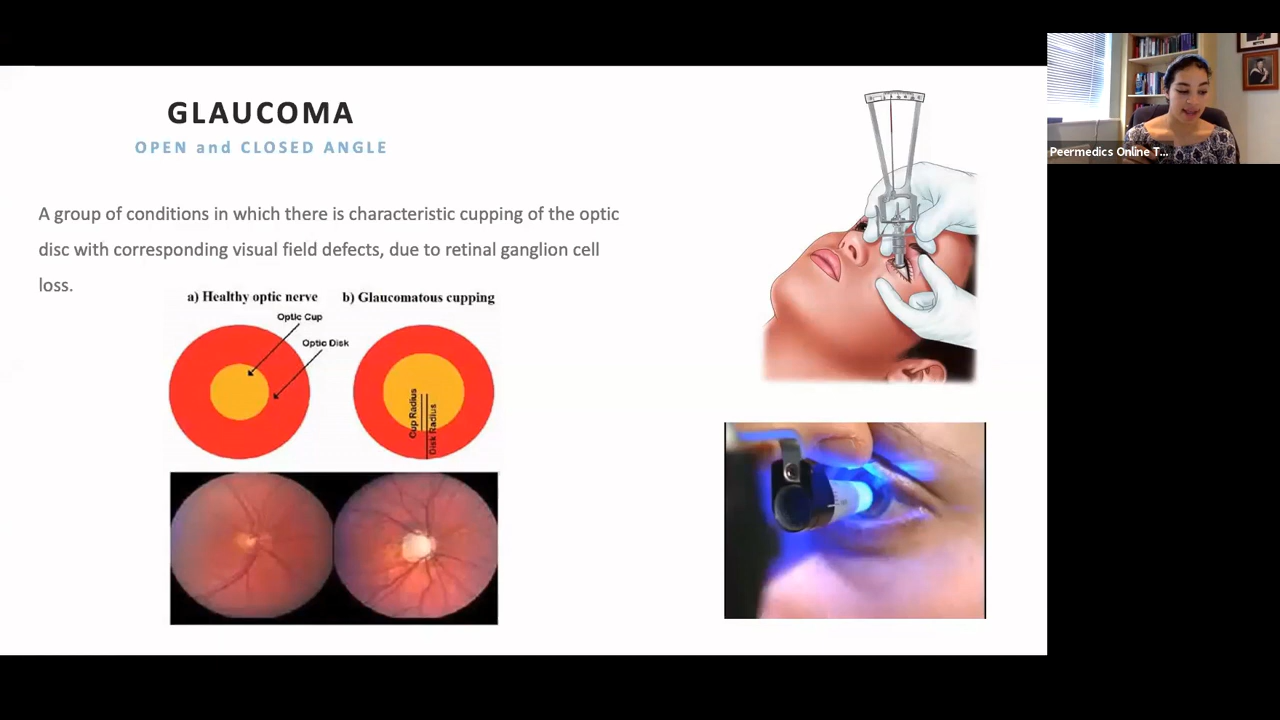 GLAUCOMA
OPEN and CLOSED ANGLE
A group of conditions in which there is characteristic cupping of the optic
disc with corresponding visual field defects, due to retinal ganglion cell
loss.
a) Healthy optic nerve
b) Glaucomatous cupping
Optic Cup
Optic Disk
Cup Radius
Disk Radius
Peermedics Online T...